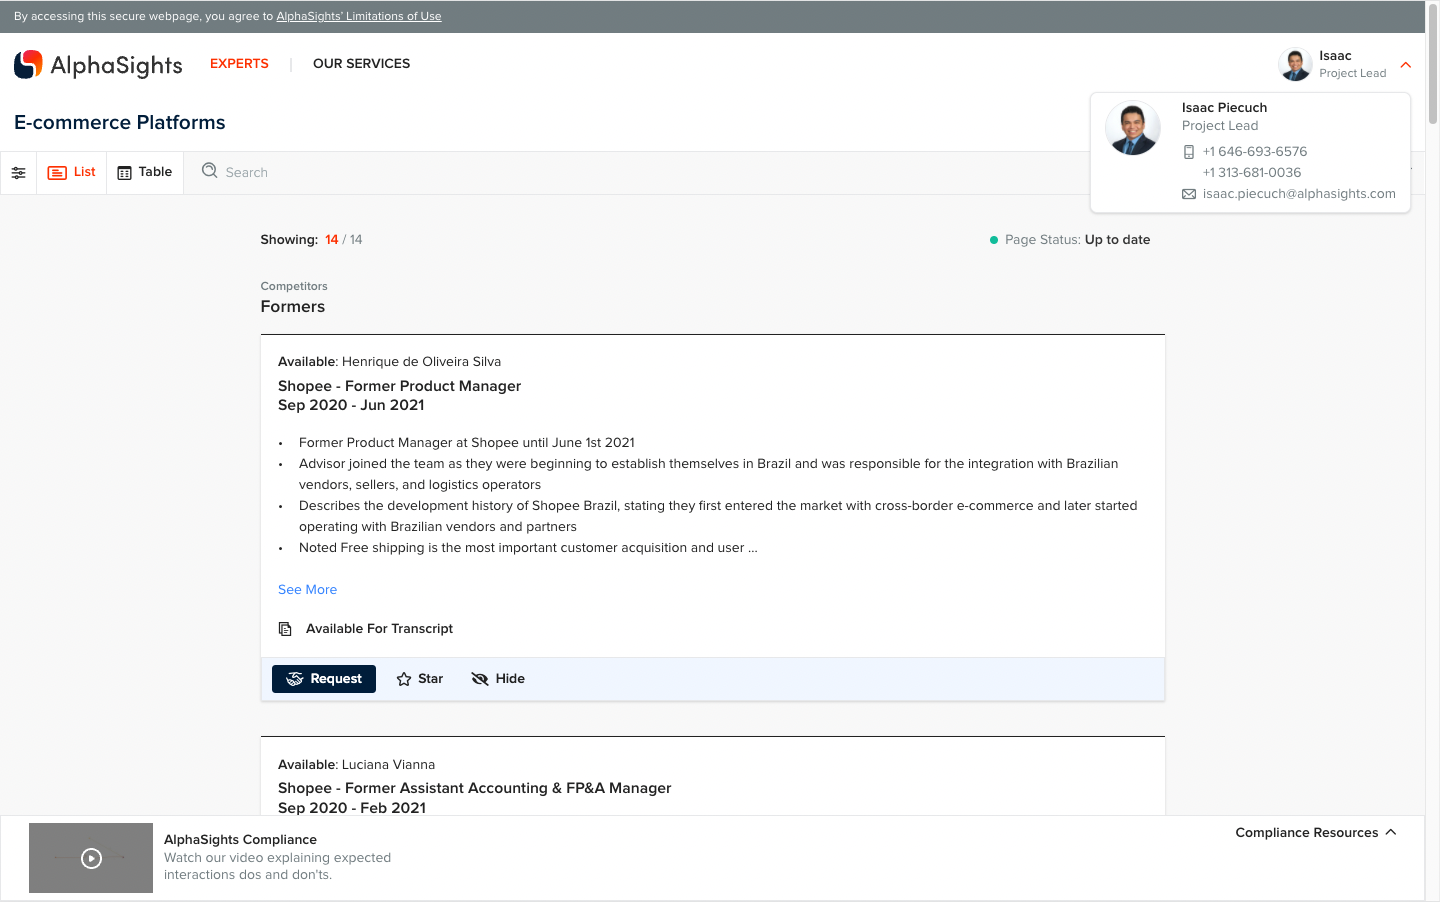 By accessing this secure webpage, you agree to AlphaSights' Limitations of Use
AlphaSights
EXPERTS
OUR SERVICES
Isaac
Project Lead
Isaac Piecuch
Project Lead
+1 646-693-6576
+1 313-681-0036
isaac.piecuch@alphasights.com
E-commerce Platforms
List
Table
Search
Showing: 14 / 14
Page Status: Up to date
Competitors
Formers
Available: Henrique de Oliveira Silva
Shopee - Former Product Manager
Sep 2020 - Jun 2021
• Former Product Manager at Shopee until June 1st 2021
• Advisor joined the team as they were beginning to establish themselves in Brazil and was responsible for the integration with Brazilian
vendors, sellers, and logistics operators
• Describes the development history of Shopee Brazil, stating they first entered the market with cross-border e-commerce and later started
operating with Brazilian vendors and partners
• Noted Free shipping is the most important customer acquisition and user ...
See More
Available For Transcript
Request
Star
Hide
Available: Luciana Vianna
Shopee - Former Assistant Accounting & FP&A Manager
Sep 2020 - Feb 2021
AlphaSights Compliance
Watch our video explaining expected
interactions dos and don'ts.
Compliance Resources